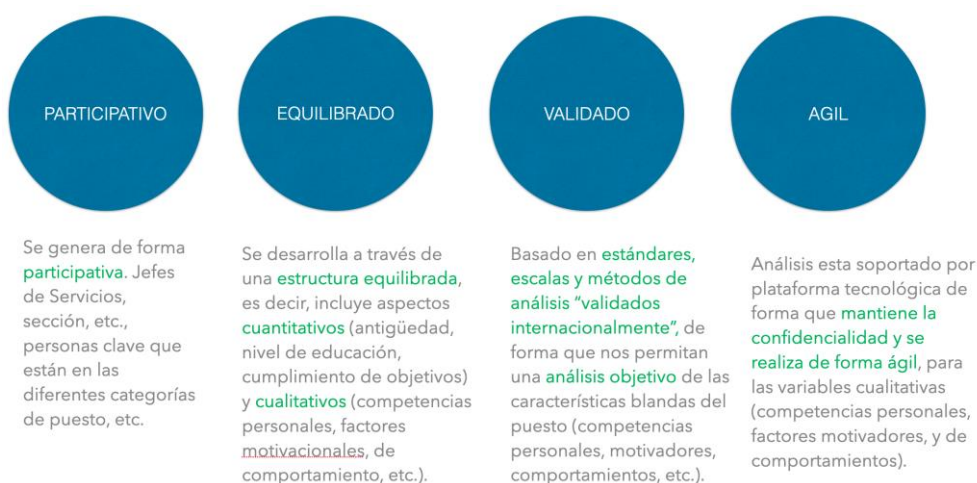 PARTICIPATIVO
EQUILIBRADO
VALIDADO
AGIL
Se genera de forma
participativa. Jefes
de Servicios,
sección, etc.,
personas clave que
están en las
diferentes categorías
de puesto, etc.
Se desarrolla a través de
una estructura equilibrada,
es decir, incluye aspectos
cuantitativos (antigüedad,
nivel de educación,
cumplimiento de objetivos)
y cualitativos (competencias
personales, factores
motivacionales, de
comportamiento, etc.).
Basado en estándares,
escalas y métodos de
análisis “validados
internacionalmente”, de
forma que nos permitan
una análisis objetivo de las
características blandas del
puesto (competencias
personales, motivadores,
comportamientos, etc.).
Análisis esta soportado por
plataforma tecnológica de
forma que mantiene la
confidencialidad y se
realiza de forma ágil, para
las variables cualitativas
(competencias personales,
factores motivadores, y de
comportamientos).